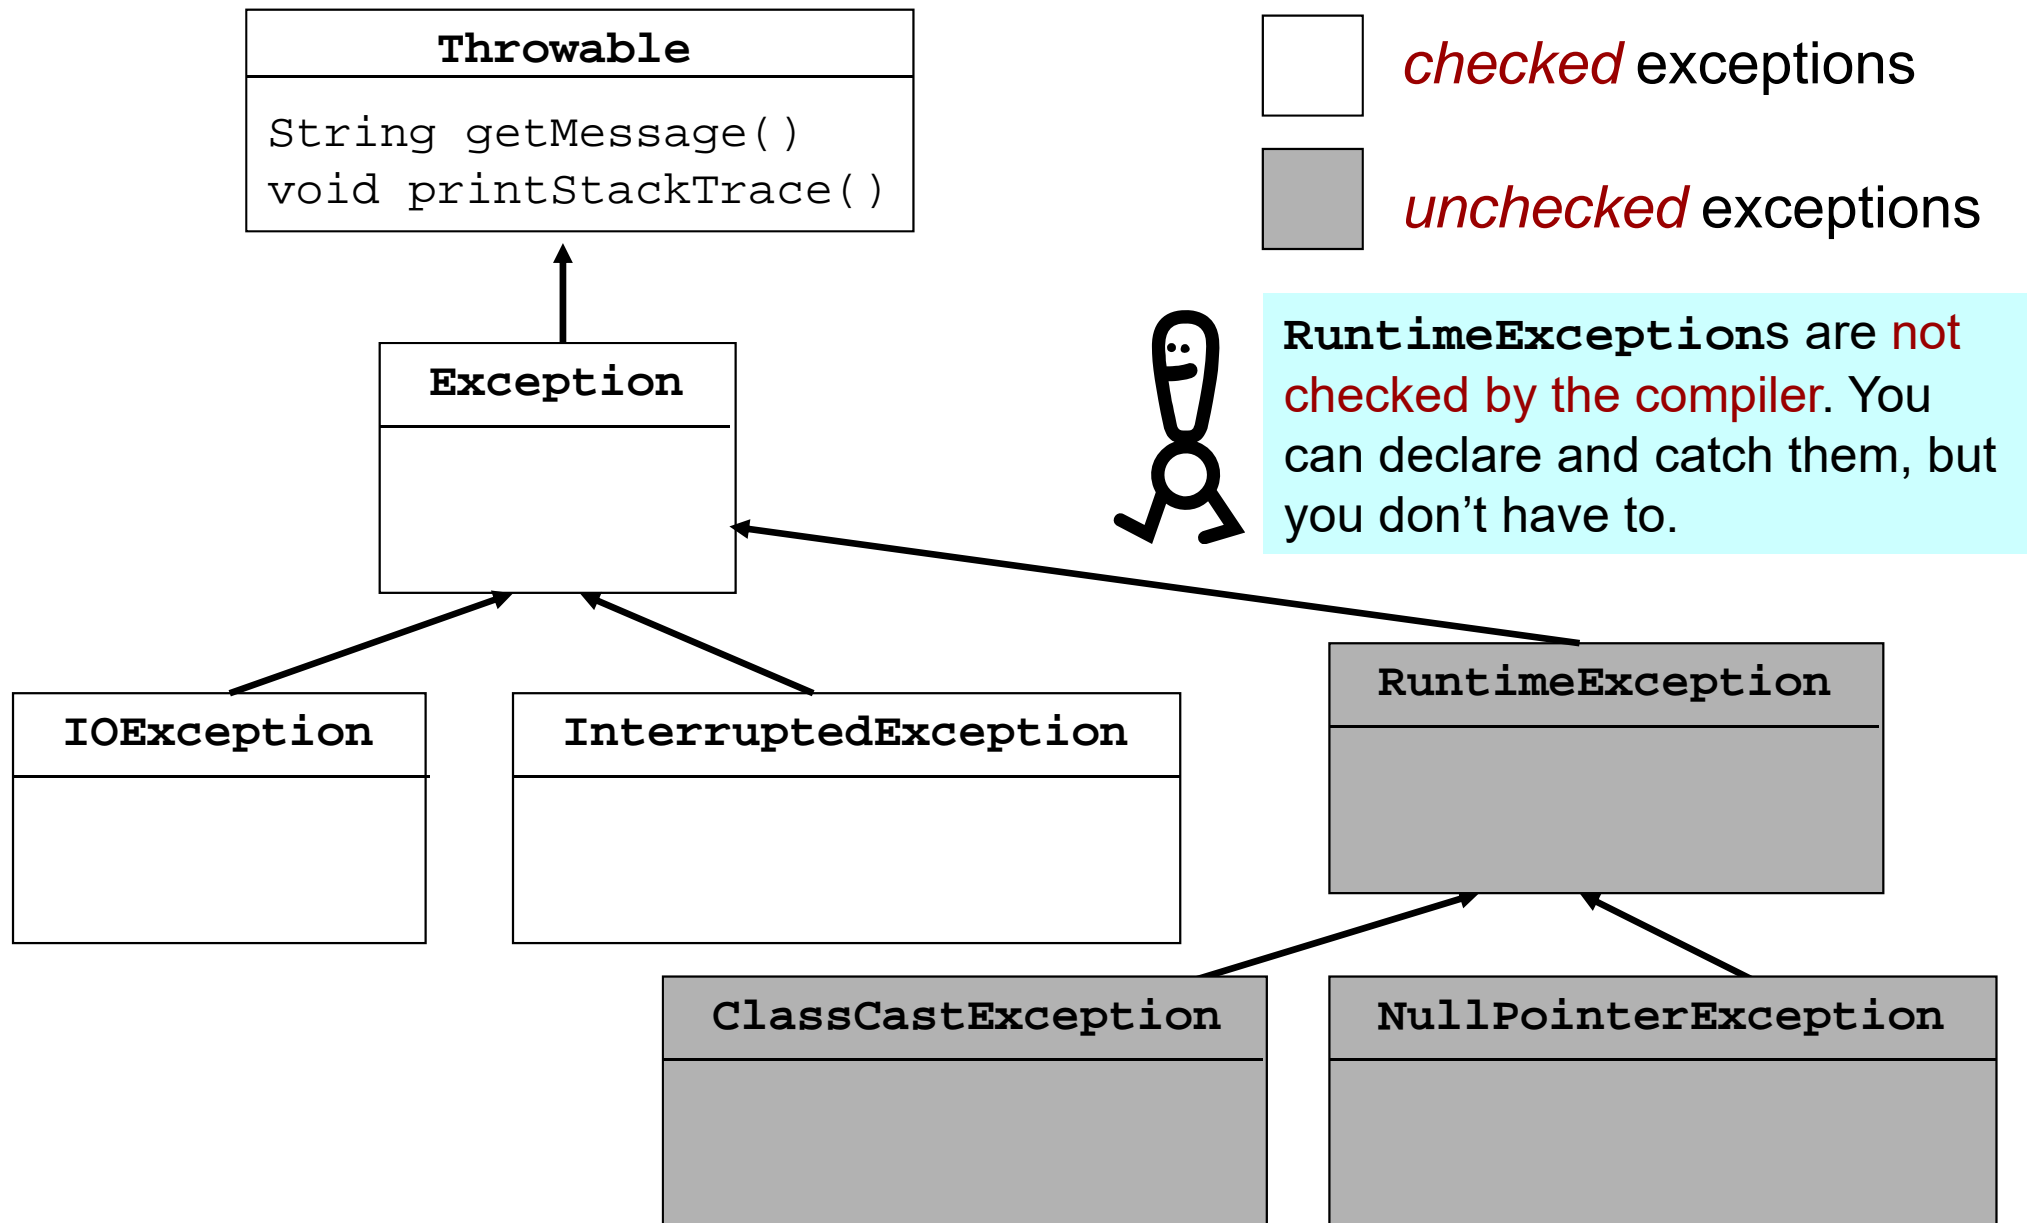 Throwable
String getMessage()
void printStackTrace()
checked exceptions
unchecked exceptions
RuntimeExceptions are not
checked by the compiler. You
can declare and catch them, but
you don’t have to.
Exception
IOException
InterruptedException
RuntimeException
ClassCastException
NullPointerException